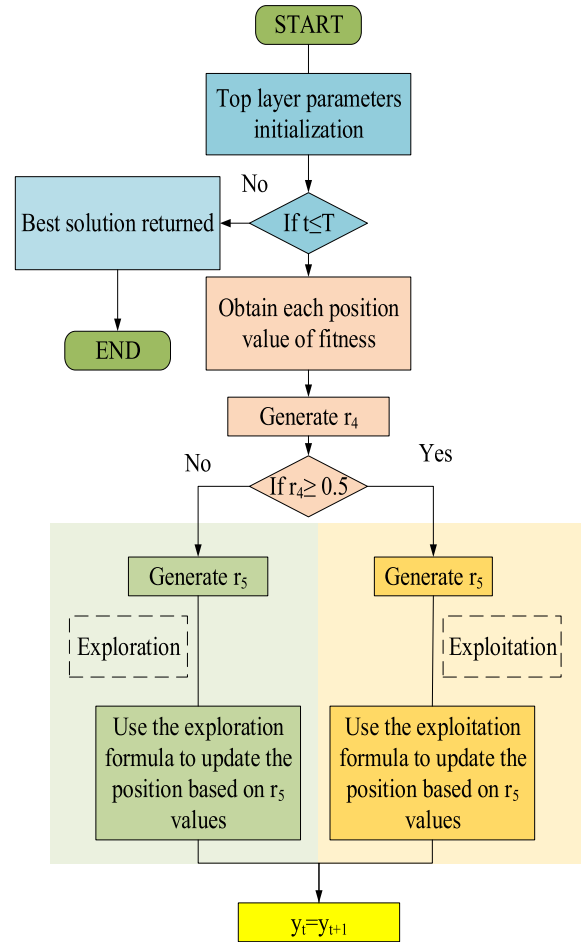 START
Top layer parameters
initialization
No
If t≤T
Best solution returned
END
Obtain each position
value of fitness
Generate r₄
No
Yes
If r₄≥ 0.5
Generate r₅
Generate r₅
Exploration
Exploitation
Use the exploration
formula to update the
position based on r₅
values
Use the exploitation
formula to update the
position based on r₅
values
yₜ=yₜ₊₁